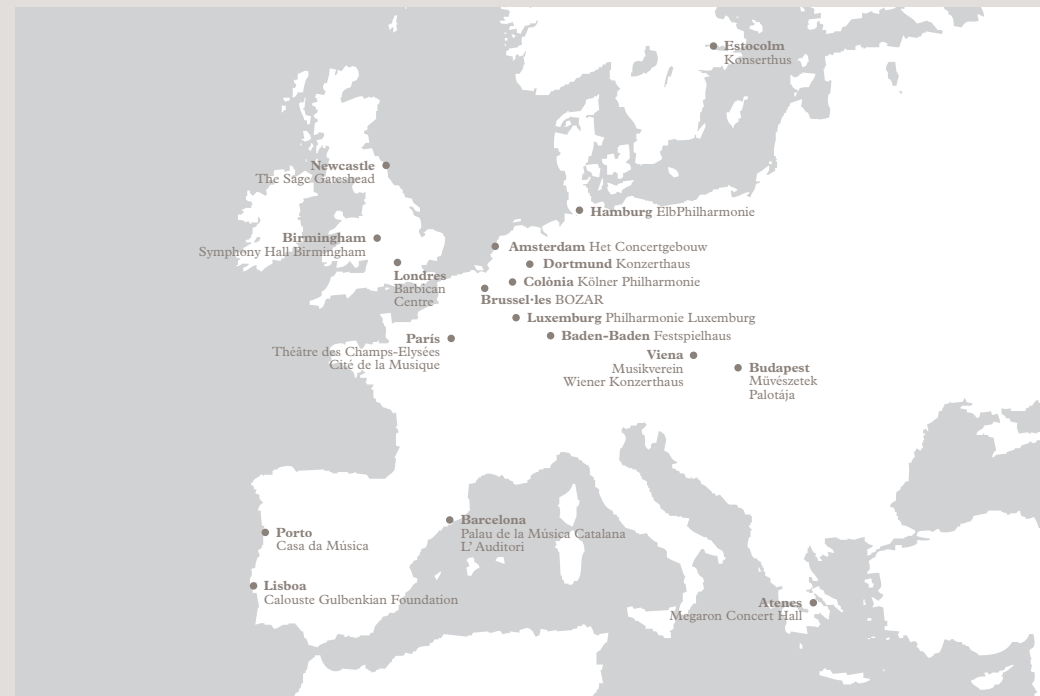 Estocolm
Konserthus
Newcastle
The Sage Gateshead
Hamburg ElbPhilharmonie
Birmingham
Symphony Hall Birmingham
Amsterdam Het Concertgebouw
Dortmund Konzerthaus
Londres
Barbican
Centre
Colònia Kölner Philharmonie
Brussel·les BOZAR
Luxemburg Philharmonie Luxemburg
París
Théâtre des Champs-Elysées
Cité de la Musique
Baden-Baden Festspielhaus
Viena
Musikverein
Wiener Konzerthaus
Budapest
Müvészetek
Palotája
Barcelona
Palau de la Música Catalana
L' Auditori
Porto
Casa da Música
Lisboa
Calouste Gulbenkian Foundation
Atenes
Megaron Concert Hall